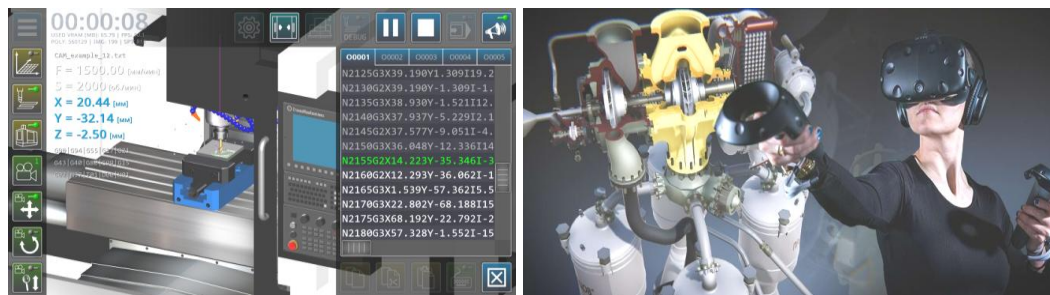 00:00:08
CAM_example_12.txt
F = 1500.00 [мм/мин]
S = 2000 [об/мин]
X = 20.44 [мм]
Y = -32.14 [мм]
Z = -2.50 [мм]
DEBUG
O0001 O0002 O0003 O0004 O0005
N2125G3X39.190Y1.309I19.2
N2130G2X39.190Y-1.309I-1.
N2135G3X38.930Y-1.521I12.
N2140G3X37.937Y-5.229I2.1
N2145G2X37.577Y-9.051I-4.
N2150G3X36.048Y-12.336I14
N2155G2X14.223Y-35.346I-3
N2160G2X12.293Y-36.062I-1
N2165G3X1.539Y-57.362I5.5
N2170G3X22.802Y-68.188I15
N2175G3X68.192Y-22.792I-2
N2180G3X57.328Y-1.552I-15